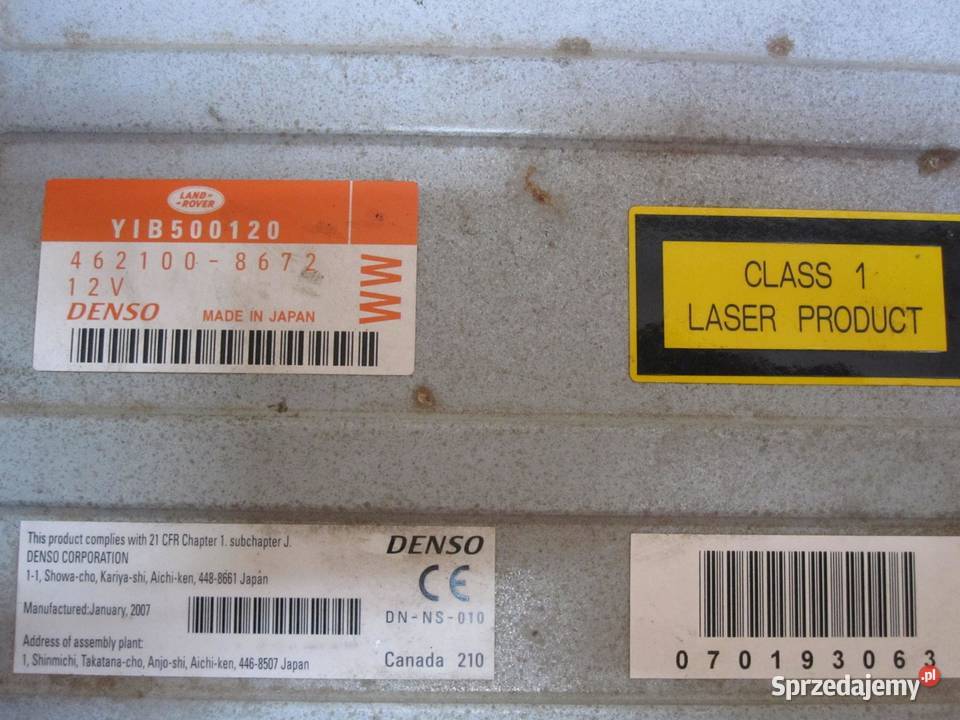 LAND-
-ROVER
YIB500120
462100-8672
12V
DENSO MADE IN JAPAN
WW
CLASS 1
LASER PRODUCT
This product complies with 21 CFR Chapter 1. subchapter J.
DENSO CORPORATION
1-1, Showa-cho, Kariya-shi, Aichi-ken, 448-8661 Japan
Manufactured:January, 2007
Address of assembly plant:
1, Shinmichi, Takatana-cho, Anjo-shi, Aichi-ken, 446-8507 Japan
DENSO
CE
DN-NS-010
Canada 210
070193063
Sprzedajemy.pl